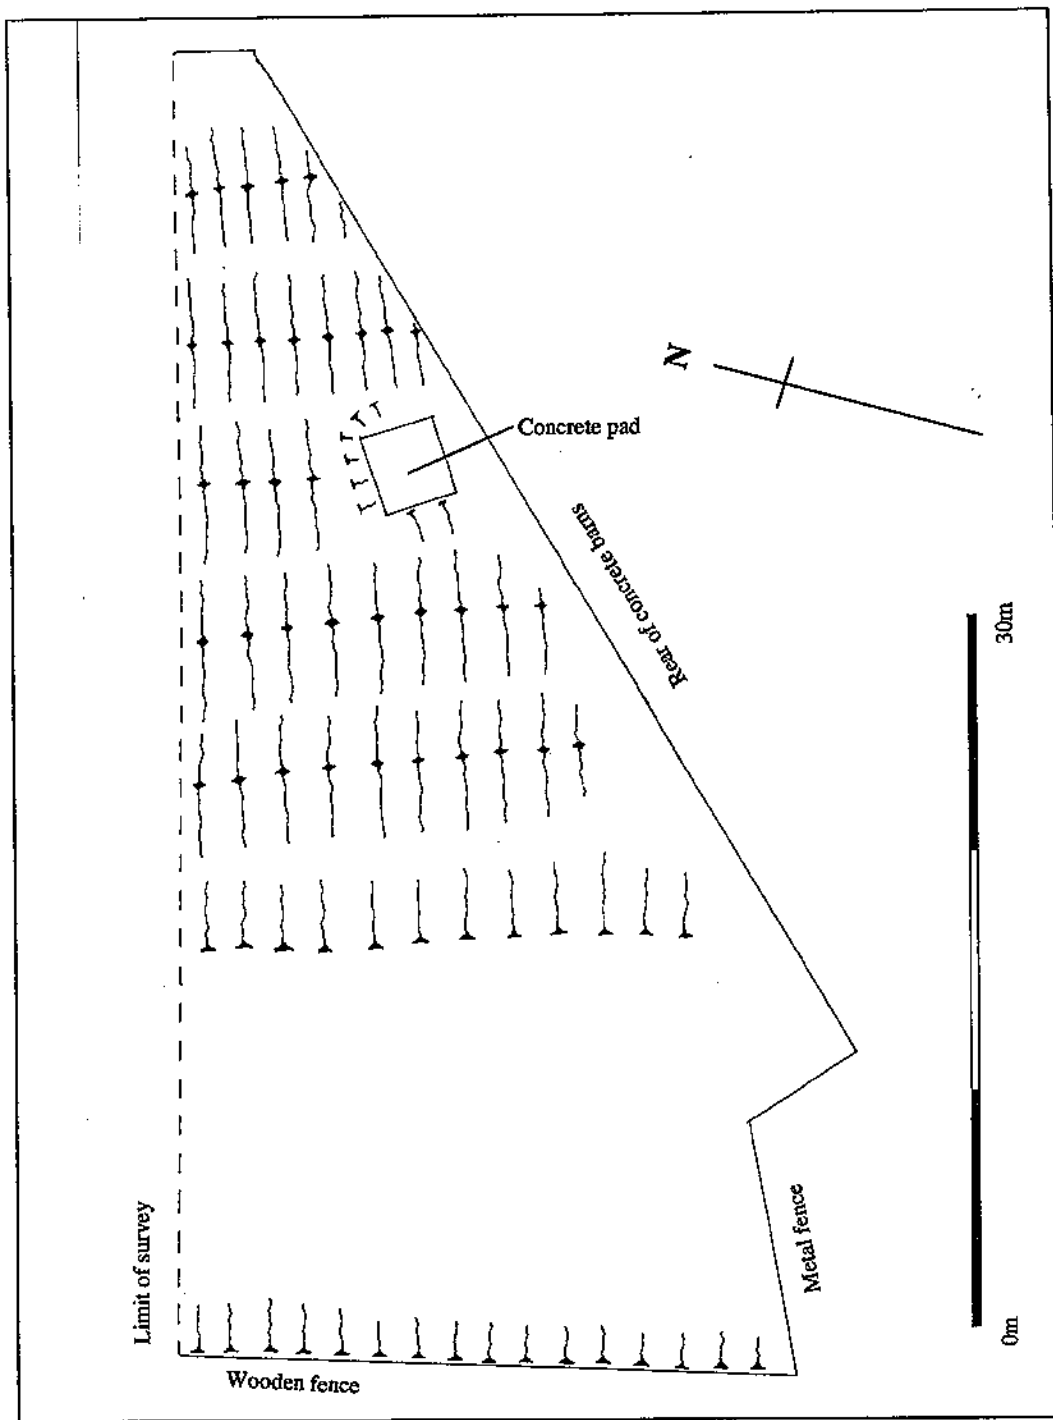 N
Concrete pad
Rear of concrete barns
30m
Limit of survey
Metal fence
0m
Wooden fence